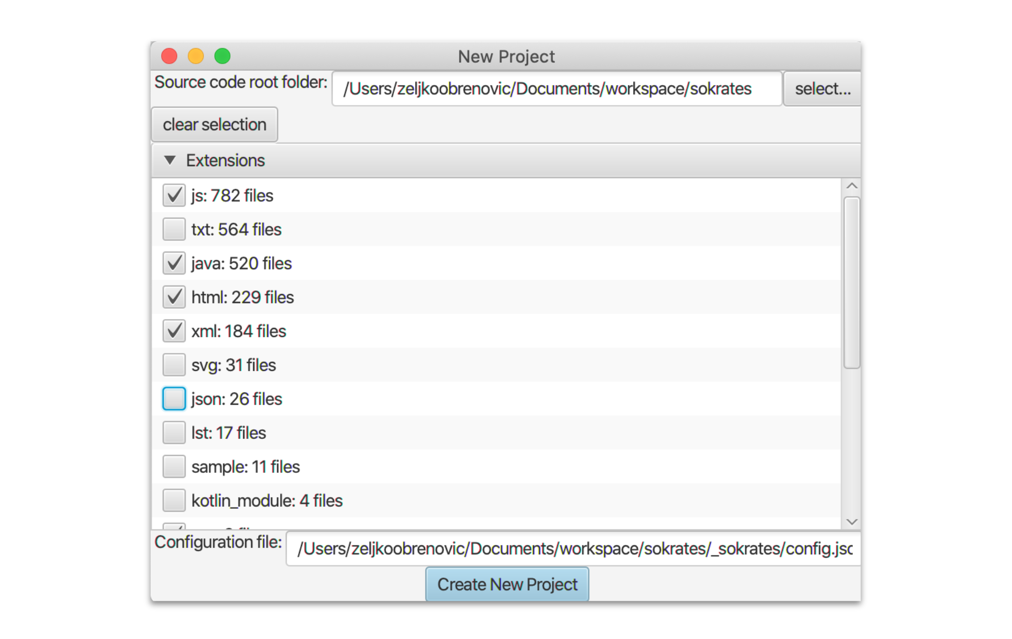 New Project
Source code root folder: /Users/zeljkoobrenovic/Documents/workspace/sokrates select...
clear selection
Extensions
js: 782 files
txt: 564 files
java: 520 files
html: 229 files
xml: 184 files
svg: 31 files
json: 26 files
lst: 17 files
sample: 11 files
kotlin_module: 4 files
Configuration file: /Users/zeljkoobrenovic/Documents/workspace/sokrates/_sokrates/config.jsc
Create New Project